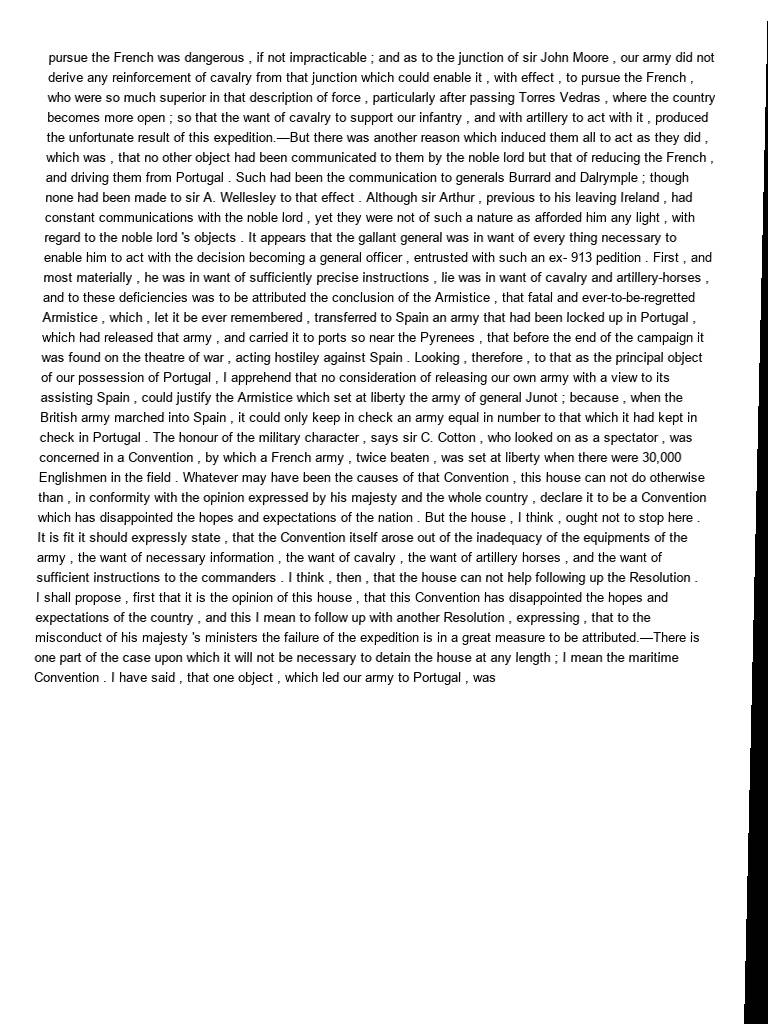 pursue the French was dangerous , if not impracticable ; and as to the junction of sir John Moore , our army did not
derive any reinforcement of cavalry from that junction which could enable it , with effect , to pursue the French ,
who were so much superior in that description of force , particularly after passing Torres Vedras , where the country
becomes more open ; so that the want of cavalry to support our infantry , and with artillery to act with it , produced
the unfortunate result of this expedition.—But there was another reason which induced them all to act as they did ,
which was , that no other object had been communicated to them by the noble lord but that of reducing the French ,
and driving them from Portugal . Such had been the communication to generals Burrard and Dalrymple ; though
none had been made to sir A. Wellesley to that effect . Although sir Arthur , previous to his leaving Ireland , had
constant communications with the noble lord , yet they were not of such a nature as afforded him any light , with
regard to the noble lord 's objects . It appears that the gallant general was in want of every thing necessary to
enable him to act with the decision becoming a general officer , entrusted with such an ex- 913 pedition . First , and
most materially , he was in want of sufficiently precise instructions , lie was in want of cavalry and artillery-horses ,
and to these deficiencies was to be attributed the conclusion of the Armistice , that fatal and ever-to-be-regretted
Armistice , which , let it be ever remembered , transferred to Spain an army that had been locked up in Portugal ,
which had released that army , and carried it to ports so near the Pyrenees , that before the end of the campaign it
was found on the theatre of war , acting hostiley against Spain . Looking , therefore , to that as the principal object
of our possession of Portugal , I apprehend that no consideration of releasing our own army with a view to its
assisting Spain , could justify the Armistice which set at liberty the army of general Junot ; because , when the
British army marched into Spain , it could only keep in check an army equal in number to that which it had kept in
check in Portugal . The honour of the military character , says sir C. Cotton , who looked on as a spectator , was
concerned in a Convention , by which a French army , twice beaten , was set at liberty when there were 30,000
Englishmen in the field . Whatever may have been the causes of that Convention , this house can not do otherwise
than , in conformity with the opinion expressed by his majesty and the whole country , declare it to be a Convention
which has disappointed the hopes and expectations of the nation . But the house , I think , ought not to stop here .
It is fit it should expressly state , that the Convention itself arose out of the inadequacy of the equipments of the
army , the want of necessary information , the want of cavalry , the want of artillery horses , and the want of
sufficient instructions to the commanders . I think , then , that the house can not help following up the Resolution .
I shall propose , first that it is the opinion of this house , that this Convention has disappointed the hopes and
expectations of the country , and this I mean to follow up with another Resolution , expressing , that to the
misconduct of his majesty 's ministers the failure of the expedition is in a great measure to be attributed.—There is
one part of the case upon which it will not be necessary to detain the house at any length ; I mean the maritime
Convention . I have said , that one object , which led our army to Portugal , was